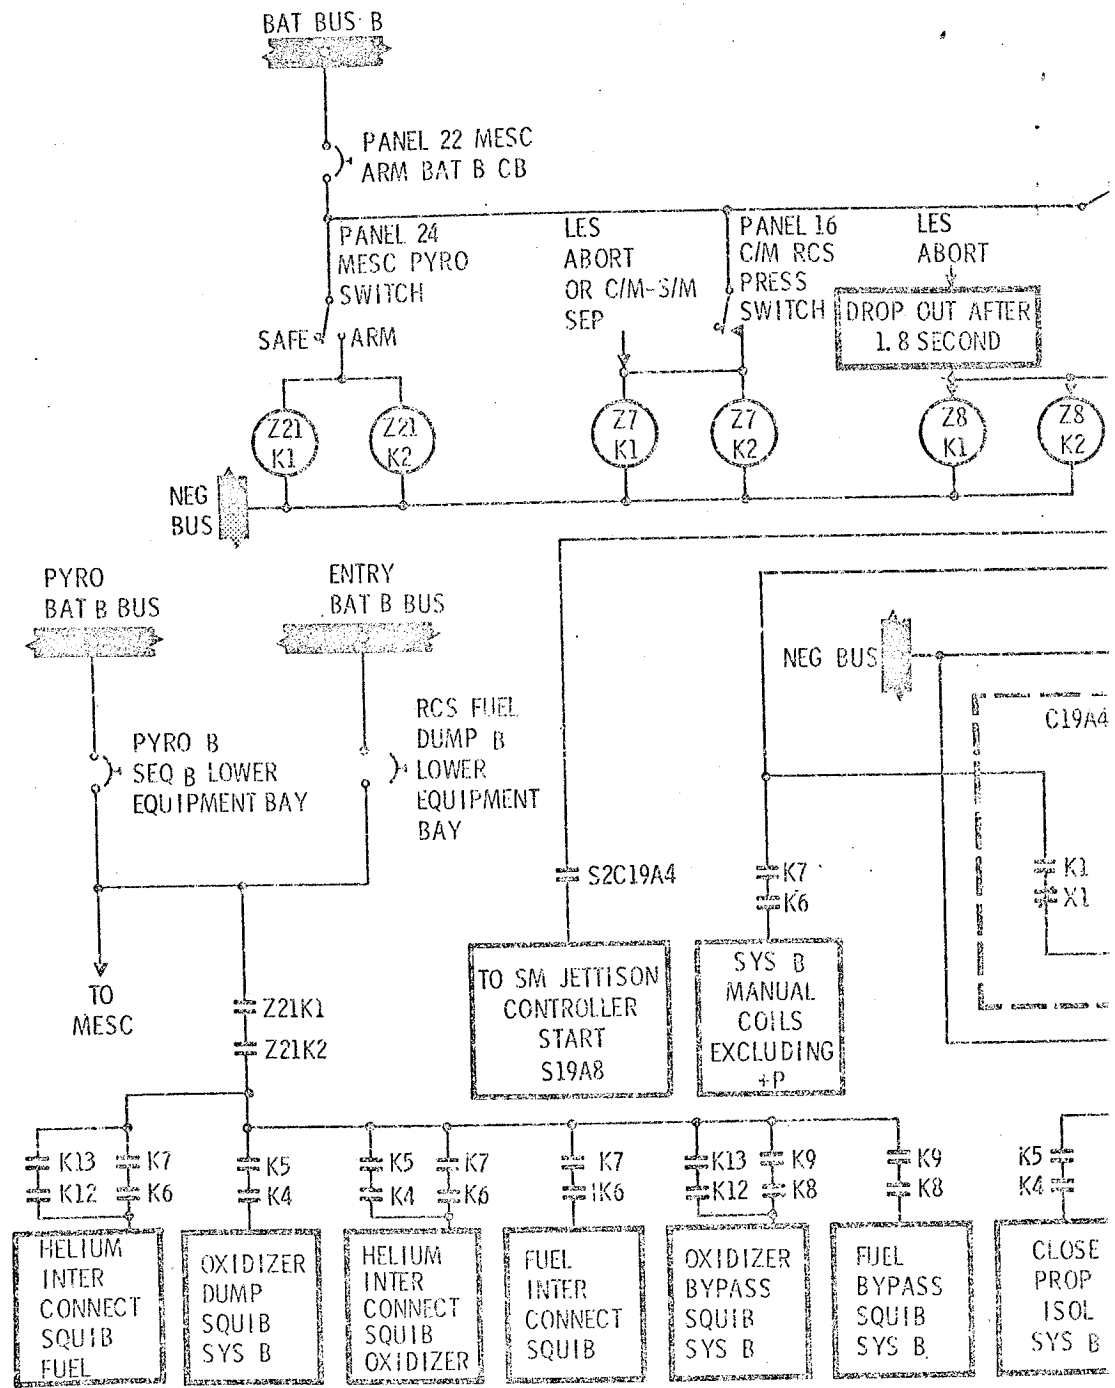 BAT BUS B
PANEL 22 MESC
ARM BAT B CB
PANEL 24
MESC PYRO
SWITCH
SAFE
ARM
LES
ABORT
OR C/M-S/M
SEP
PANEL 16
C/M RCS
PRESS
SWITCH
LES
ABORT
DROP OUT AFTER
1.8 SECOND
Z21
K1
Z21
K2
Z7
K1
Z7
K2
Z8
K1
Z8
K2
NEG
BUS
PYRO
BAT B BUS
ENTRY
BAT B BUS
NEG BUS
C19A4
PYRO B
SEQ B LOWER
EQUIPMENT BAY
RCS FUEL
DUMP B
LOWER
EQUIPMENT
BAY
S2C19A4
K7
K6
K1
X1
TO
MESC
TO SM JETTISON
CONTROLLER
START
S19A8
SYS B
MANUAL
COILS
EXCLUDING
+P
Z21K1
Z21K2
K13
K12
K7
K6
K5
K4
K5
K4
K7
K6
K7
K6
K13
K12
K9
K8
K9
K8
K5
K4
HELIUM
INTER
CONNECT
SQUIB
FUEL
OXIDIZER
DUMP
SQUIB
SYS B
HELIUM
INTER
CONNECT
SQUIB
OXIDIZER
FUEL
INTER
CONNECT
SQUIB
OXIDIZER
BYPASS
SQUIB
SYS B
FUEL
BYPASS
SQUIB
SYS B
CLOSE
PROP
ISOL
SYS B